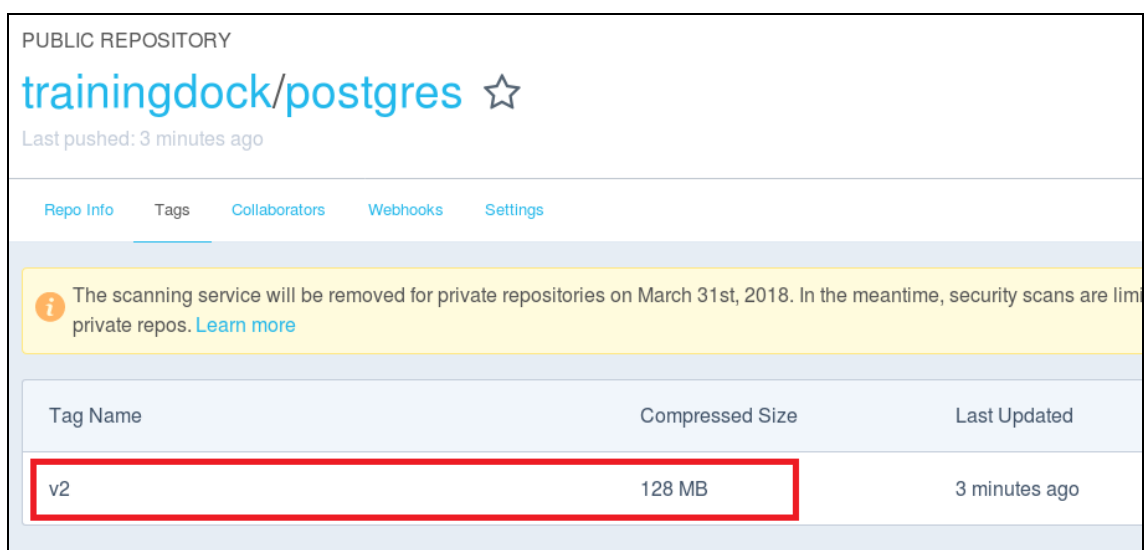 PUBLIC REPOSITORY
trainingdock/postgres
Last pushed: 3 minutes ago
Repo Info Tags Collaborators Webhooks Settings
The scanning service will be removed for private repositories on March 31st, 2018. In the meantime, security scans are
private repos. Learn more
Tag Name Compressed Size Last Updated
v2 128 MB 3 minutes ago